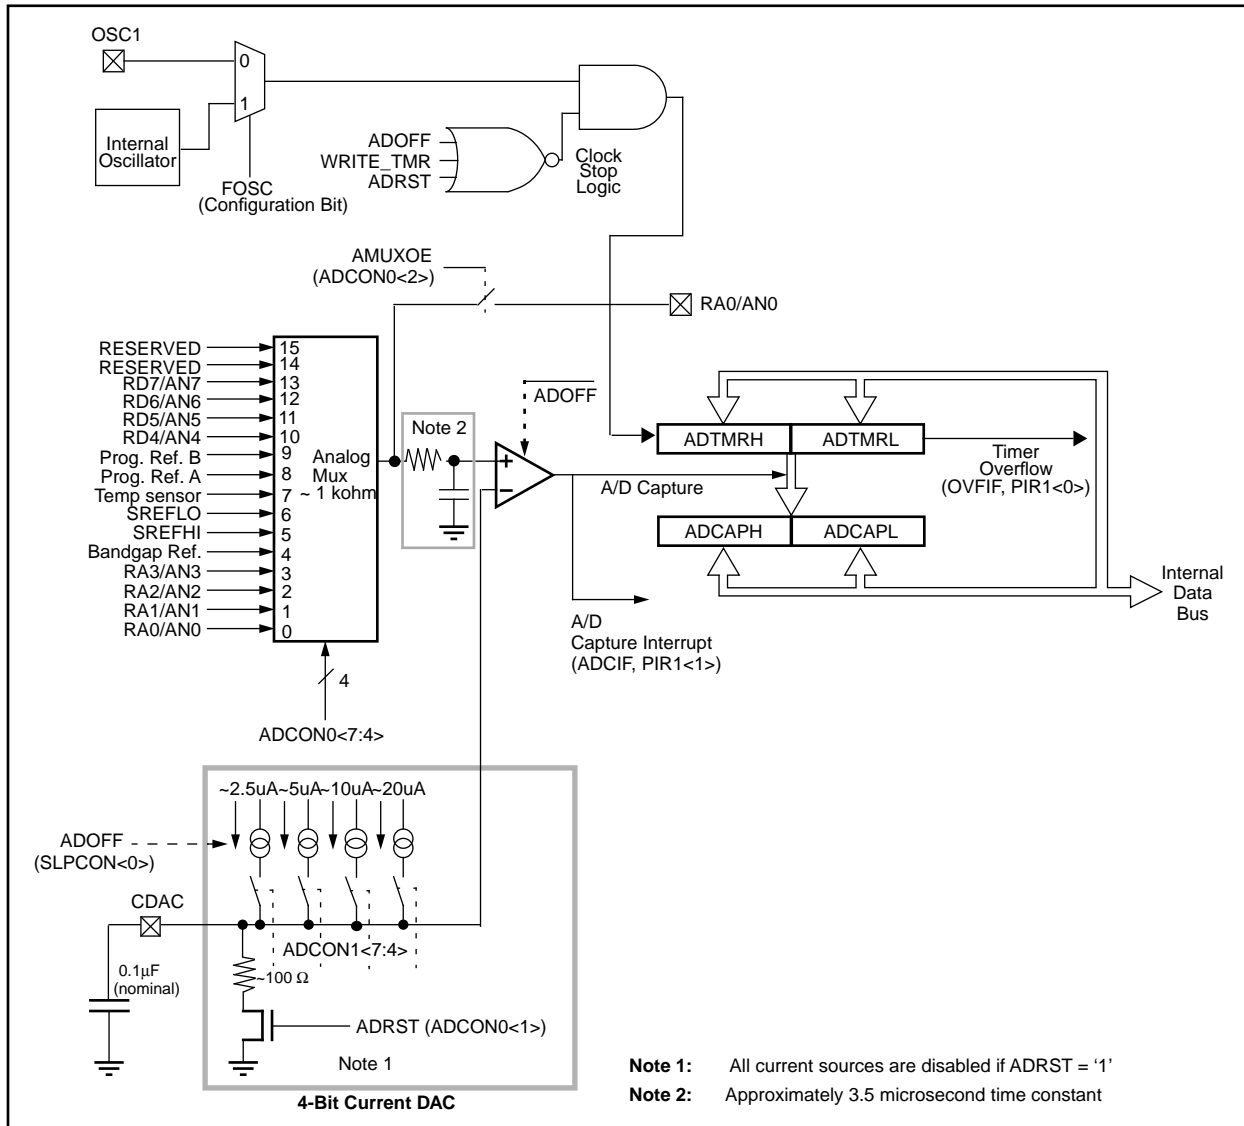 OSC1
0
1
Internal
Oscillator
FOSC
(Configuration Bit)
ADOFF
WRITE_TMR
ADRST
Clock
Stop
Logic
AMUXOE
(ADCON0<2>)
RA0/AN0
RESERVED 15
RESERVED 14
RD7/AN7 13
RD6/AN6 12
RD5/AN5 11
RD4/AN4 10
Prog. Ref. B 9
Prog. Ref. A 8
Temp sensor 7
SREFLO 6
SREFHI 5
Bandgap Ref. 4
RA3/AN3 3
RA2/AN2 2
RA1/AN1 1
RA0/AN0 0
Analog
Mux
~ 1 kohm
4
ADCON0<7:4>
Note 2
ADOFF
+
−
A/D Capture
A/D
Capture Interrupt
(ADCIF, PIR1<1>)
ADTMRH ADTMRL
Timer
Overflow
(OVFIF, PIR1<0>)
ADCAPH ADCAPL
Internal
Data
Bus
~2.5uA ~5uA ~10uA ~20uA
ADOFF
(SLPCON<0>)
CDAC
ADCON1<7:4>
0.1µF
(nominal)
~100 Ω
ADRST (ADCON0<1>)
Note 1
4-Bit Current DAC
Note 1: All current sources are disabled if ADRST = ‘1’
Note 2: Approximately 3.5 microsecond time constant